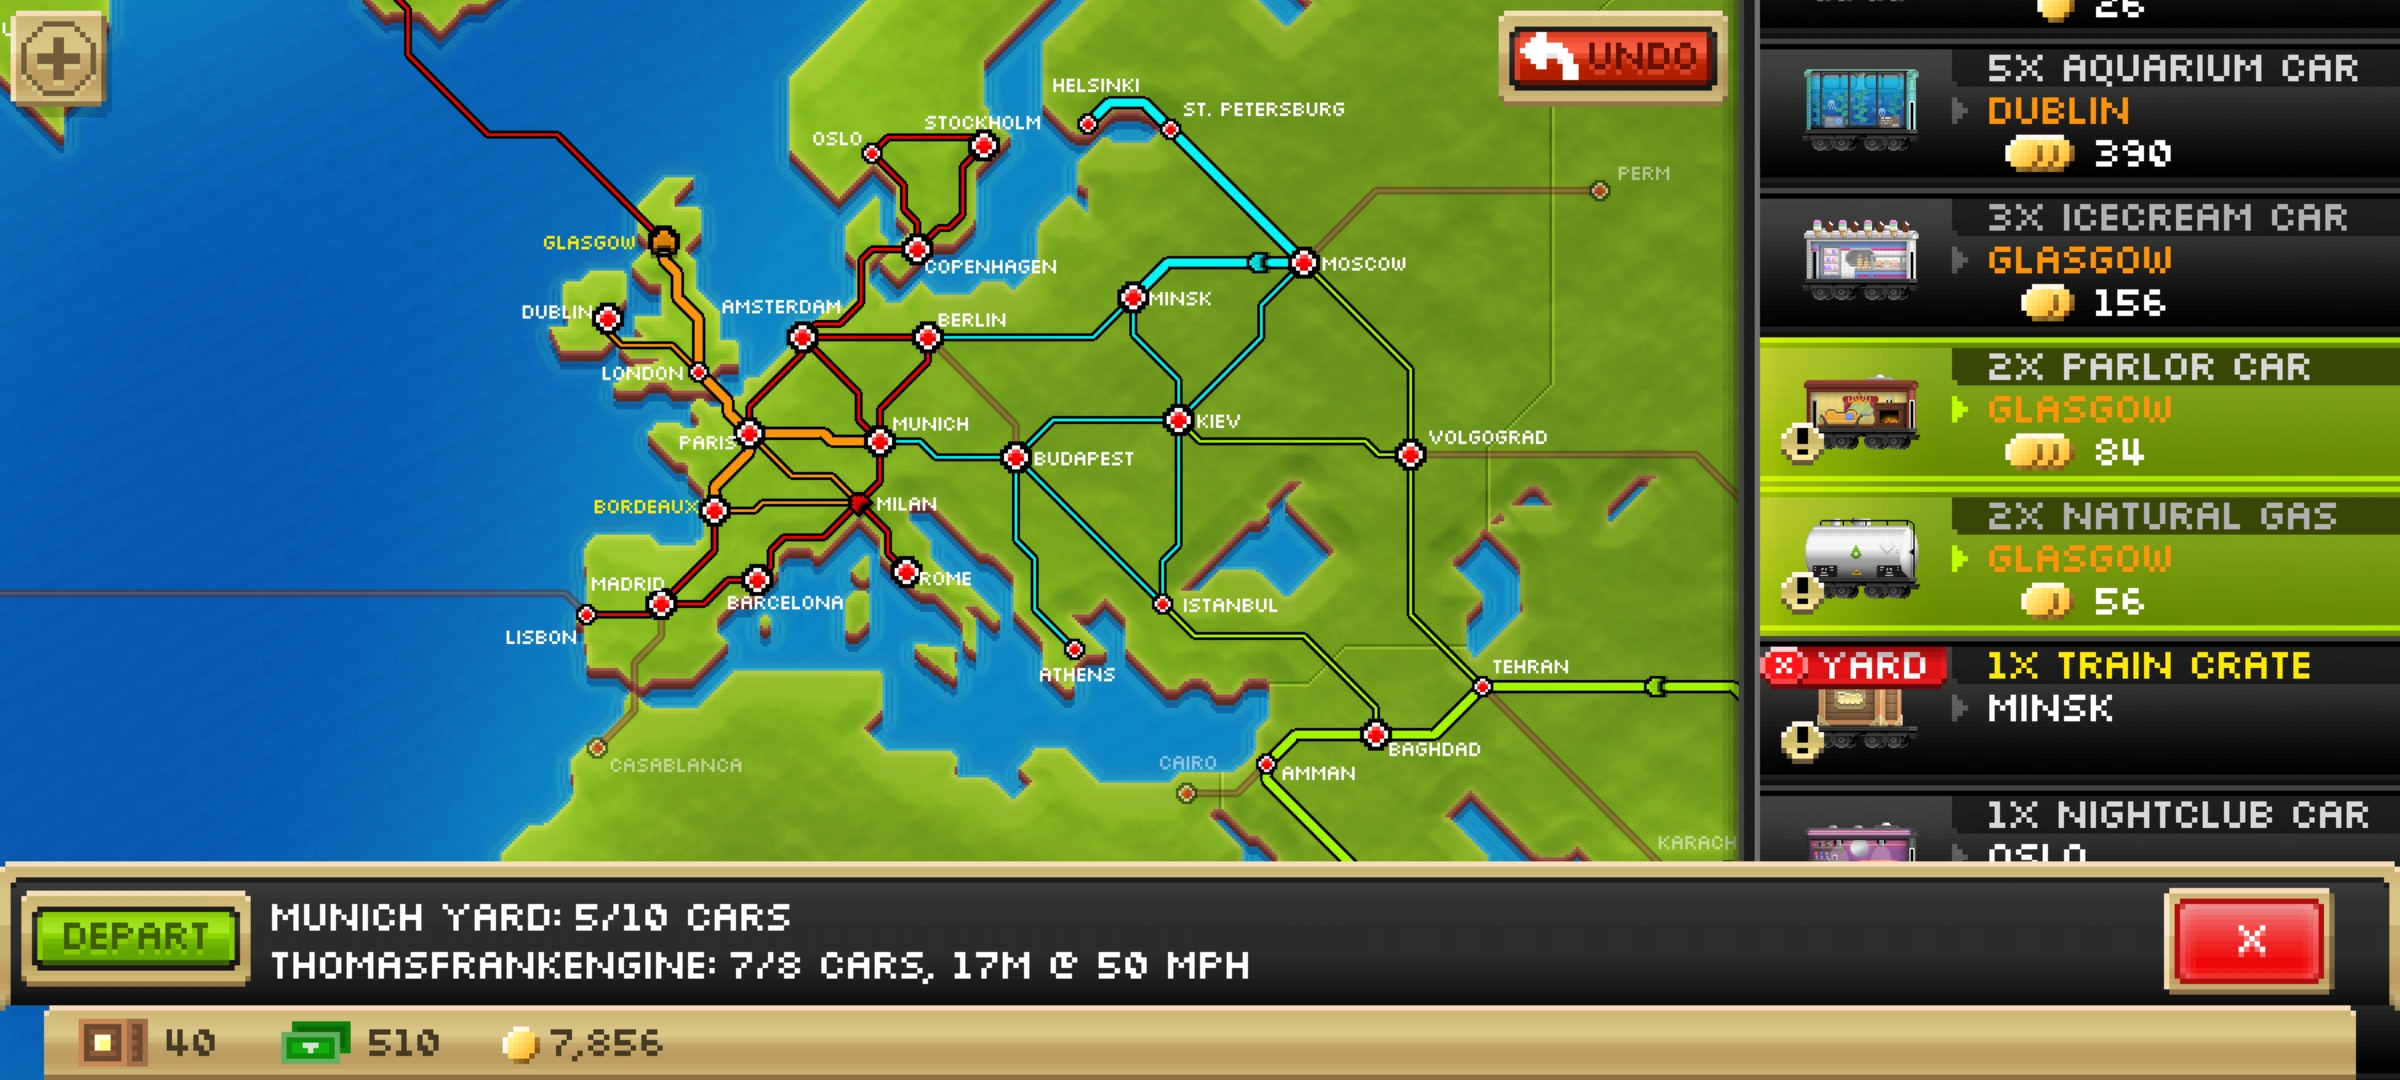 26
UNDO
5X AQUARIUM CAR
DUBLIN
390
3X ICECREAM CAR
GLASGOW
156
2X PARLOR CAR
GLASGOW
84
2X NATURAL GAS
GLASGOW
56
YARD
1X TRAIN CRATE
MINSK
1X NIGHTCLUB CAR
OSLO
HELSINKI
ST. PETERSBURG
STOCKHOLM
OSLO
PERM
GLASGOW
COPENHAGEN
MOSCOW
DUBLIN
AMSTERDAM
MINSK
BERLIN
LONDON
MUNICH
KIEV
PARIS
BUDAPEST
VOLGOGRAD
BORDEAUX
MILAN
MADRID
ROME
BARCELONA
ISTANBUL
LISBON
ATHENS
TEHRAN
CASABLANCA
CAIRO
BAGHDAD
AMMAN
KARACH
DEPART
MUNICH YARD: 5/10 CARS
THOMASFRANKENGINE: 7/8 CARS, 17M @ 50 MPH
X
40
510
7,856